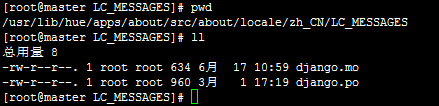 [root@master LC_MESSAGES]# pwd
/usr/lib/hue/apps/about/src/about/locale/zh_CN/LC_MESSAGES
[root@master LC_MESSAGES]# ll
总用量 8
-rw-r--r--. 1 root root 634 6月  17 10:59 django.mo
-rw-r--r--. 1 root root 960 3月   1 17:19 django.po
[root@master LC_MESSAGES]#